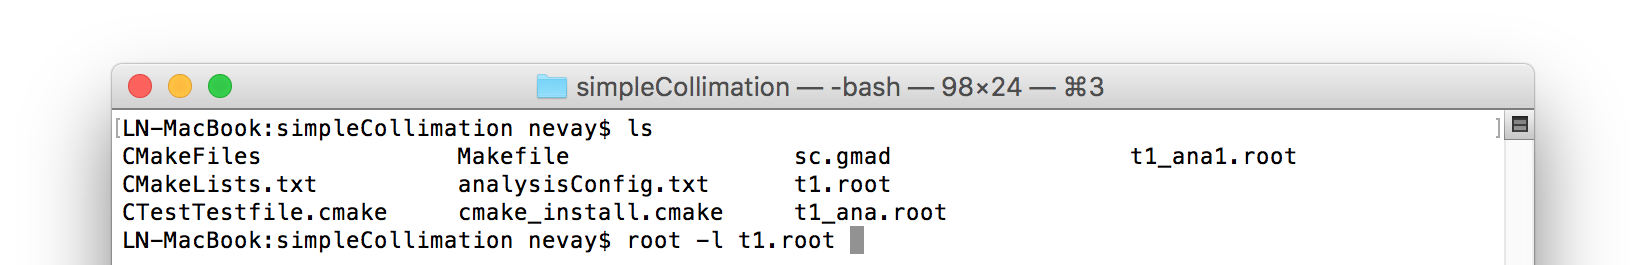 simpleCollimation — -bash — 98×24 — ⌘3
[LN-MacBook:simpleCollimation nevay$ ls ]
CMakeFiles Makefile sc.gmad t1_ana1.root
CMakeLists.txt analysisConfig.txt t1.root
CTestTestfile.cmake cmake_install.cmake t1_ana.root
LN-MacBook:simpleCollimation nevay$ root -l t1.root